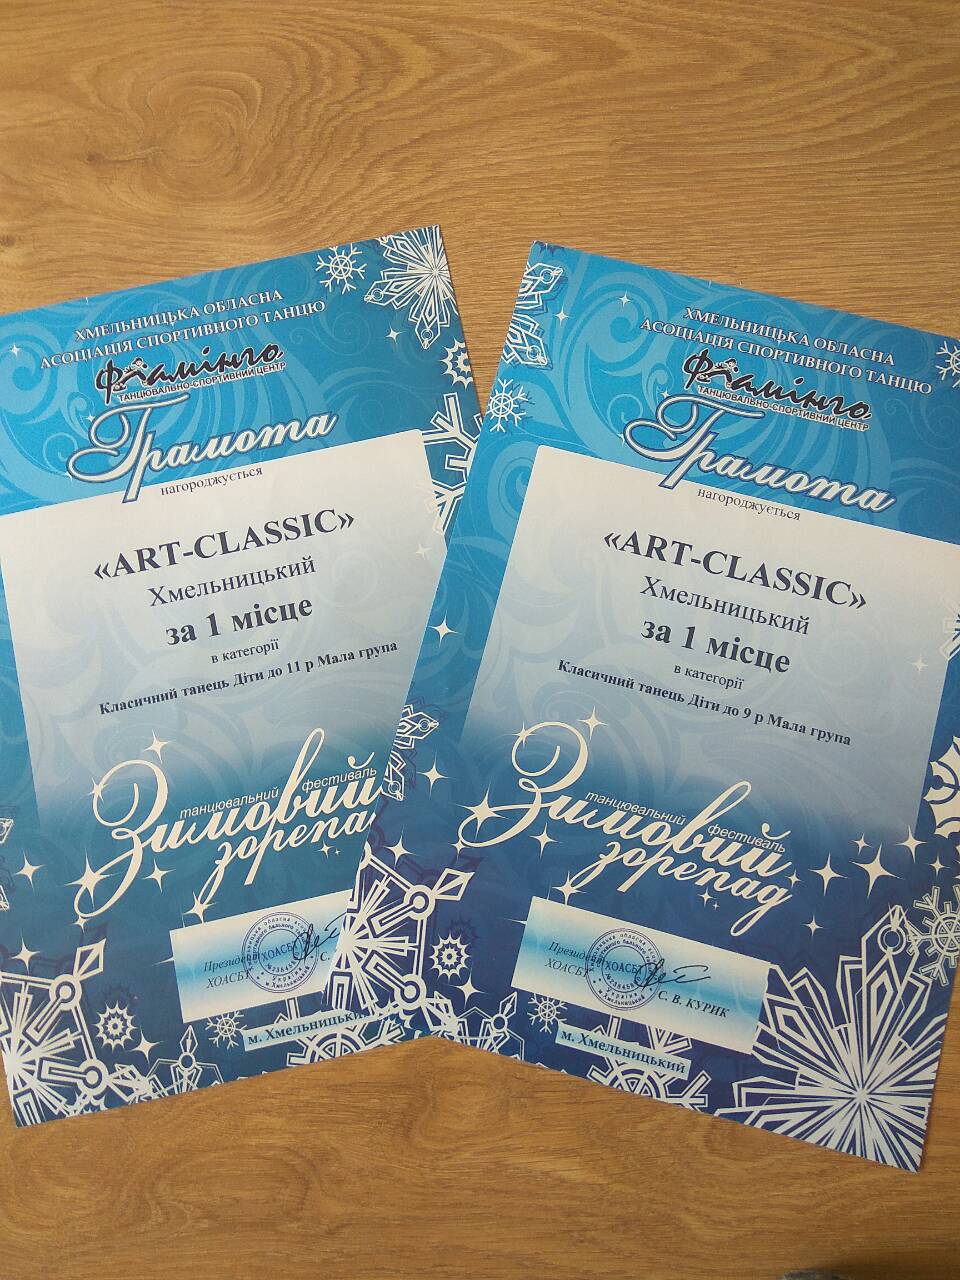 ХМЕЛЬНИЦЬКА ОБЛАСНА
АСОЦІАЦІЯ СПОРТИВНОГО ТАНЦЮ
Фламінго
ТАНЦЮВАЛЬНО-СПОРТИВНИЙ ЦЕНТР
Грамота
нагороджується
«ART-CLASSIC»
Хмельницький
за 1 місце
в категорії
Класичний танець Діти до 11 р Мала група
танцювальний фестиваль
Зимовий
зорепа
Президент
ХОАСБТ
С.
м. Хмельницьки
ХМЕЛЬНИЦЬКА ОБЛАСНА
АСОЦІАЦІЯ СПОРТИВНОГО ТАНЦЮ
Фламінго
ТАНЦЮВАЛЬНО-СПОРТИВНИЙ ЦЕНТР
Грамота
нагороджується
«ART-CLASSIC»
Хмельницький
за 1 місце
в категорії
Класичний танець Діти до 9 р Мала група
танцювальний фестиваль
Зимовий
зорепад
Президент
ХОАСБТ
С. В. КУРИК
м. Хмельницький